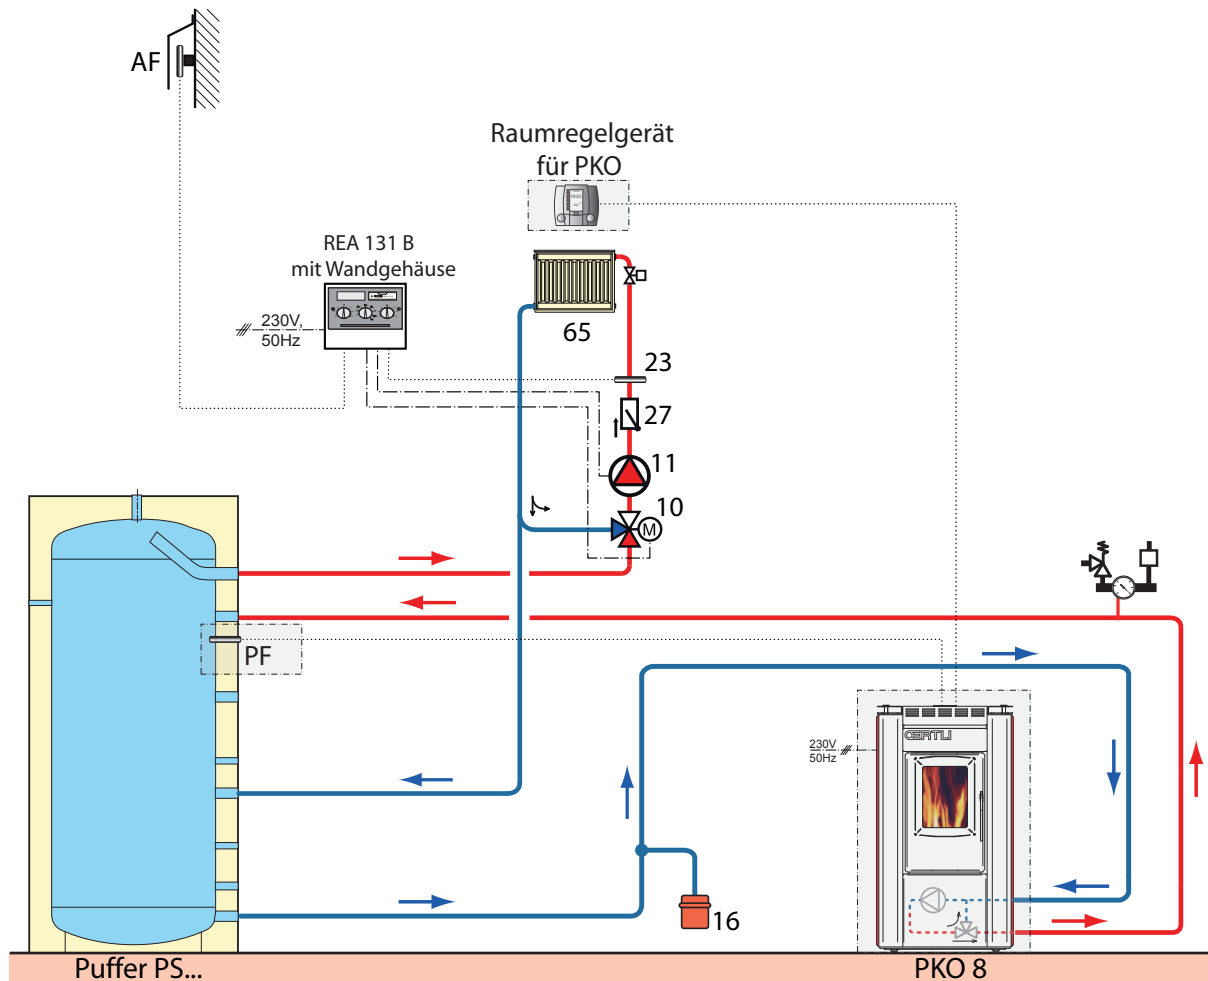 AF
Raumregelgerät
für PKO
REA 131 B
mit Wandgehäuse
230V,
50Hz
65
23
27
11
10
M
PF
230V
50Hz
ŒRTLI
16
Puffer PS...
PKO 8